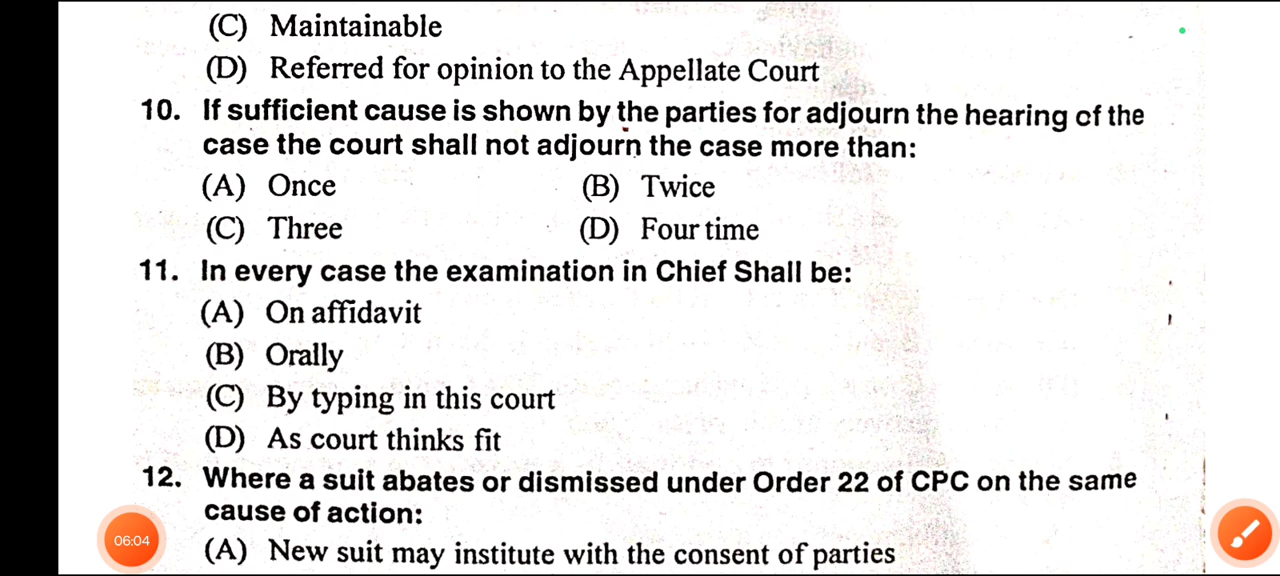 (C) Maintainable
(D) Referred for opinion to the Appellate Court
10. If sufficient cause is shown by the parties for adjourn the hearing of the
case the court shall not adjourn the case more than:
(A) Once (B) Twice
(C) Three (D) Four time
11. In every case the examination in Chief Shall be:
(A) On affidavit
(B) Orally
(C) By typing in this court
(D) As court thinks fit
12. Where a suit abates or dismissed under Order 22 of CPC on the same
cause of action:
06:04
(A) New suit may institute with the consent of parties